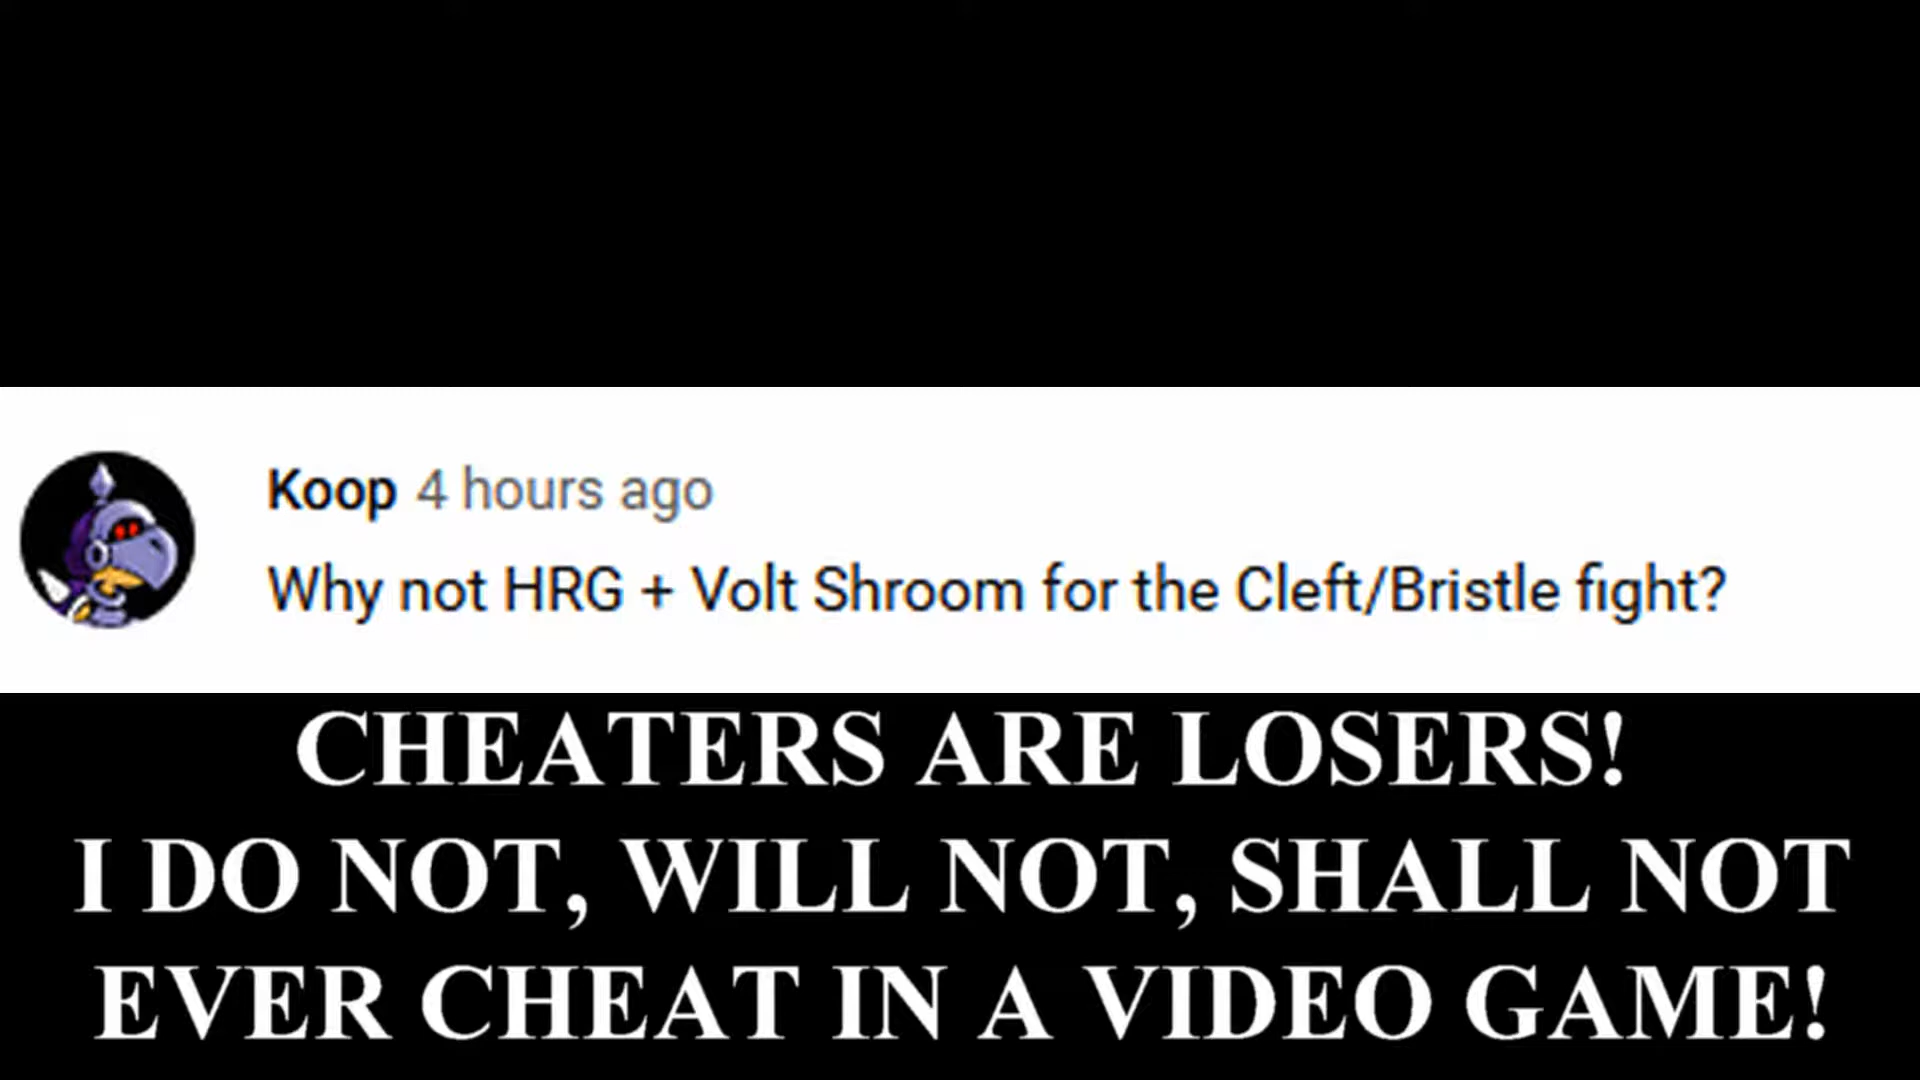 Koop 4 hours ago
Why not HRG + Volt Shroom for the Cleft/Bristle fight?
CHEATERS ARE LOSERS!
I DO NOT, WILL NOT, SHALL NOT
EVER CHEAT IN A VIDEO GAME!